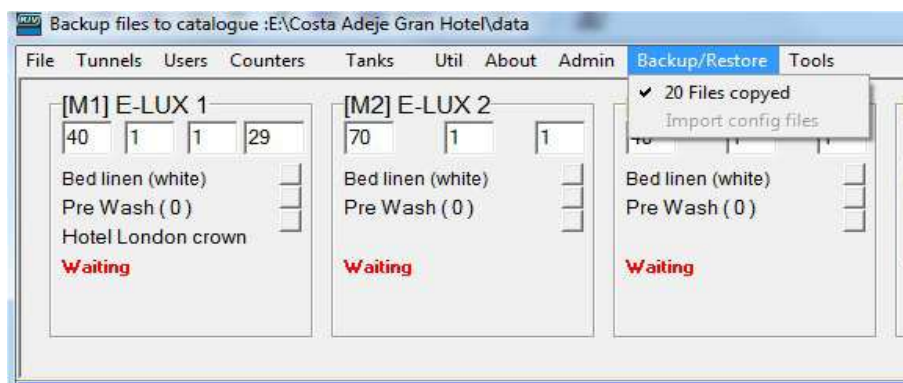 Backup files to catalogue :E:\Costa Adeje Gran Hotel\data
File Tunnels Users Counters Tanks Util About Admin Backup/Restore Tools
20 Files copyed
Import config files
[M1] E-LUX 1
40 1 1 29
Bed linen (white)
Pre Wash ( 0 )
Hotel London crown
Waiting
[M2] E-LUX 2
70 1 1
Bed linen (white)
Pre Wash ( 0 )
Waiting
Bed linen (white)
Pre Wash ( 0 )
Waiting